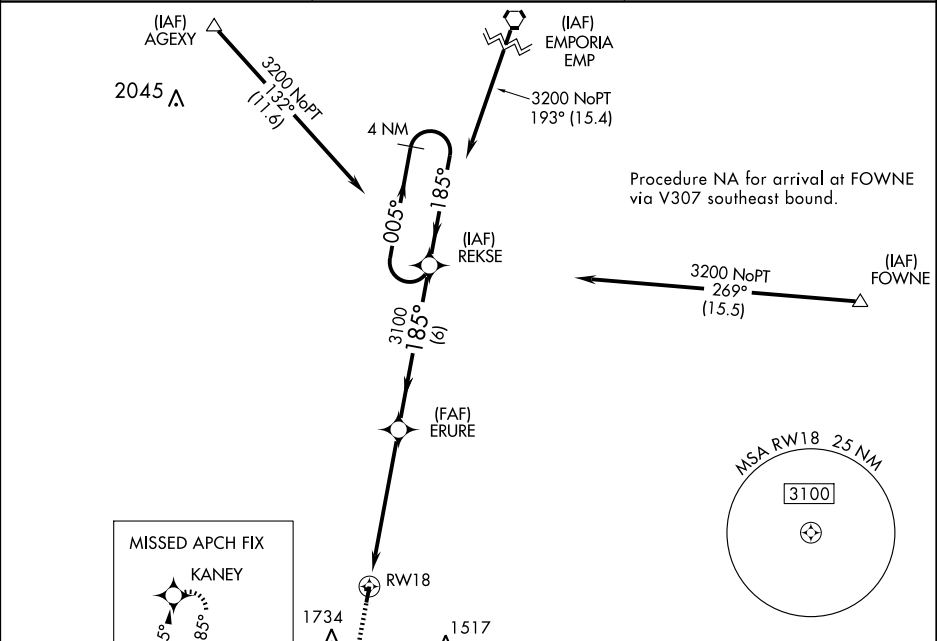 (IAF)
AGEXY
3200 NoPT
132°
(11.6)
2045
(IAF)
EMPORIA
EMP
3200 NoPT
193° (15.4)
4 NM
005°
185°
(IAF)
REKSE
Procedure NA for arrival at FOWNE
via V307 southeast bound.
3200 NoPT
269°
(15.5)
(IAF)
FOWNE
3100
185°
(6)
(FAF)
ERURE
MSA RW18 25 NM
3100
MISSED APCH FIX
KANEY
RW18
1734
1517